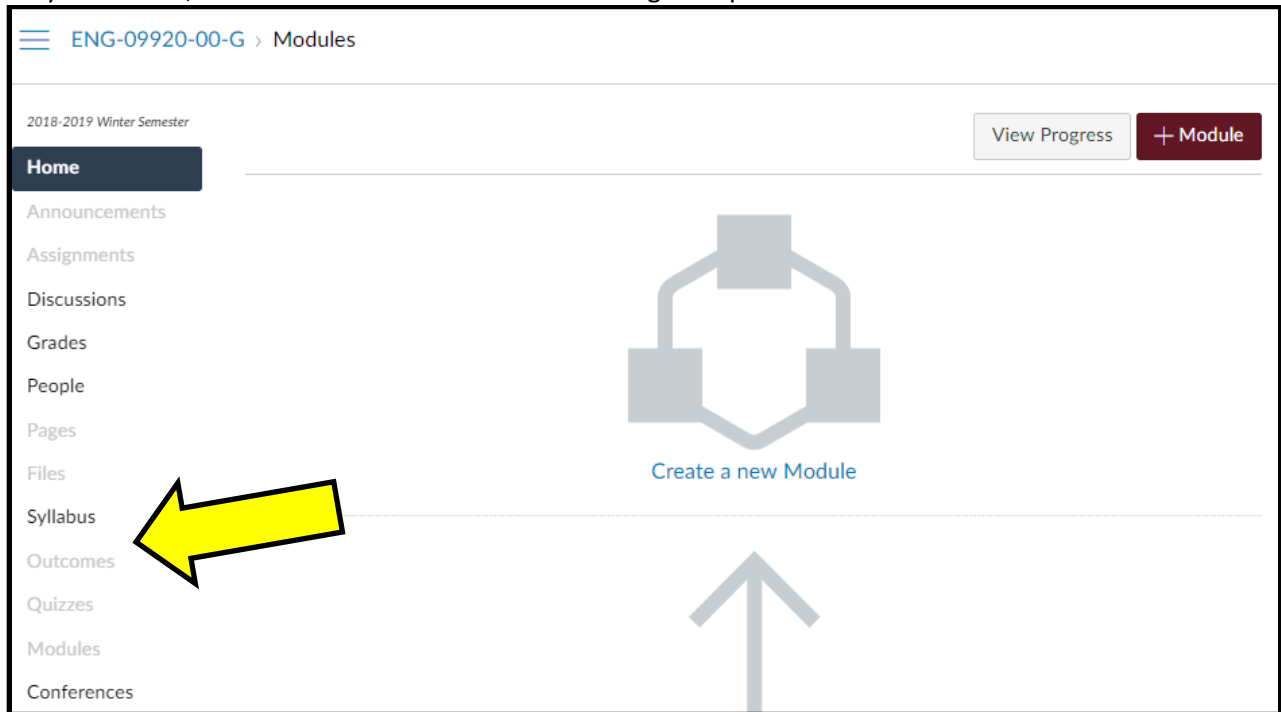 ENG-09920-00-G › Modules
2018-2019 Winter Semester
View Progress
+ Module
Home
Announcements
Assignments
Discussions
Grades
People
Pages
Files
Create a new Module
Syllabus
Outcomes
Quizzes
Modules
Conferences